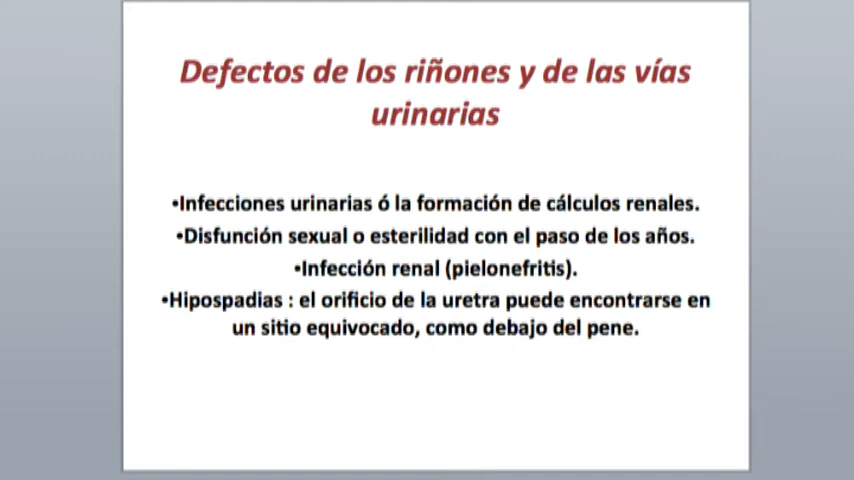 Defectos de los riñones y de las vías
urinarias
•Infecciones urinarias ó la formación de cálculos renales.
•Disfunción sexual o esterilidad con el paso de los años.
•Infección renal (pielonefritis).
•Hipospadias : el orificio de la uretra puede encontrarse en
un sitio equivocado, como debajo del pene.